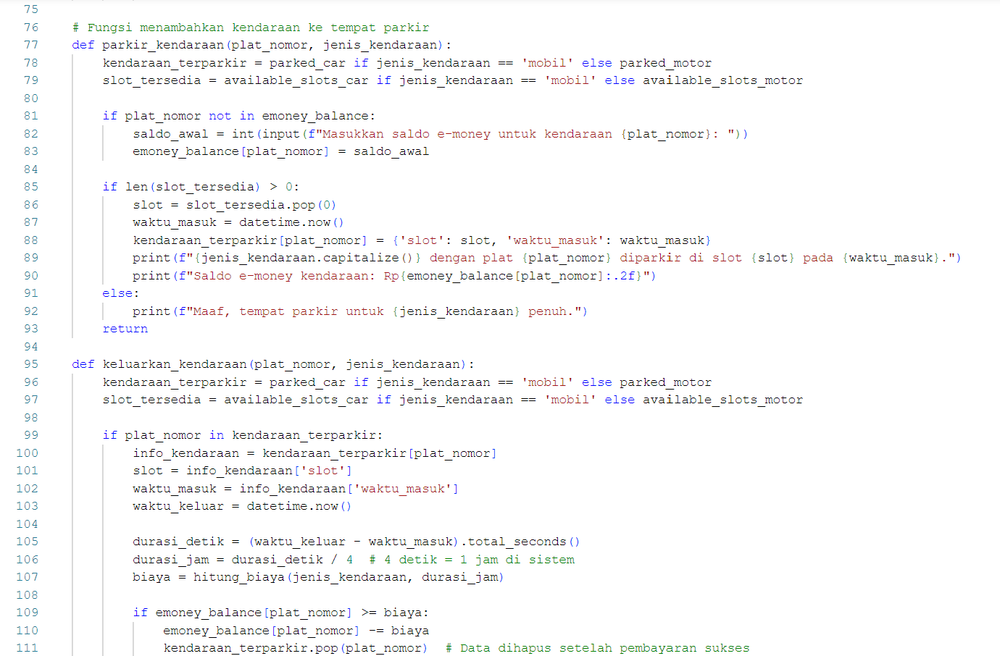 75
76 # Fungsi menambahkan kendaraan ke tempat parkir
77 def parkir_kendaraan(plat_nomor, jenis_kendaraan):
78     kendaraan_terparkir = parked_car if jenis_kendaraan == 'mobil' else parked_motor
79     slot_tersedia = available_slots_car if jenis_kendaraan == 'mobil' else available_slots_motor
80
81     if plat_nomor not in emoney_balance:
82         saldo_awal = int(input(f"Masukkan saldo e-money untuk kendaraan {plat_nomor}: "))
83         emoney_balance[plat_nomor] = saldo_awal
84
85     if len(slot_tersedia) > 0:
86         slot = slot_tersedia.pop(0)
87         waktu_masuk = datetime.now()
88         kendaraan_terparkir[plat_nomor] = {'slot': slot, 'waktu_masuk': waktu_masuk}
89         print(f"{jenis_kendaraan.capitalize()} dengan plat {plat_nomor} diparkir di slot {slot} pada {waktu_masuk}.")
90         print(f"Saldo e-money kendaraan: Rp{emoney_balance[plat_nomor]:.2f}")
91     else:
92         print(f"Maaf, tempat parkir untuk {jenis_kendaraan} penuh.")
93     return
94
95 def keluarkan_kendaraan(plat_nomor, jenis_kendaraan):
96     kendaraan_terparkir = parked_car if jenis_kendaraan == 'mobil' else parked_motor
97     slot_tersedia = available_slots_car if jenis_kendaraan == 'mobil' else available_slots_motor
98
99     if plat_nomor in kendaraan_terparkir:
100         info_kendaraan = kendaraan_terparkir[plat_nomor]
101         slot = info_kendaraan['slot']
102         waktu_masuk = info_kendaraan['waktu_masuk']
103         waktu_keluar = datetime.now()
104
105         durasi_detik = (waktu_keluar - waktu_masuk).total_seconds()
106         durasi_jam = durasi_detik / 4  # 4 detik = 1 jam di sistem
107         biaya = hitung_biaya(jenis_kendaraan, durasi_jam)
108
109         if emoney_balance[plat_nomor] >= biaya:
110             emoney_balance[plat_nomor] -= biaya
111             kendaraan_terparkir.pop(plat_nomor)  # Data dihapus setelah pembayaran sukses